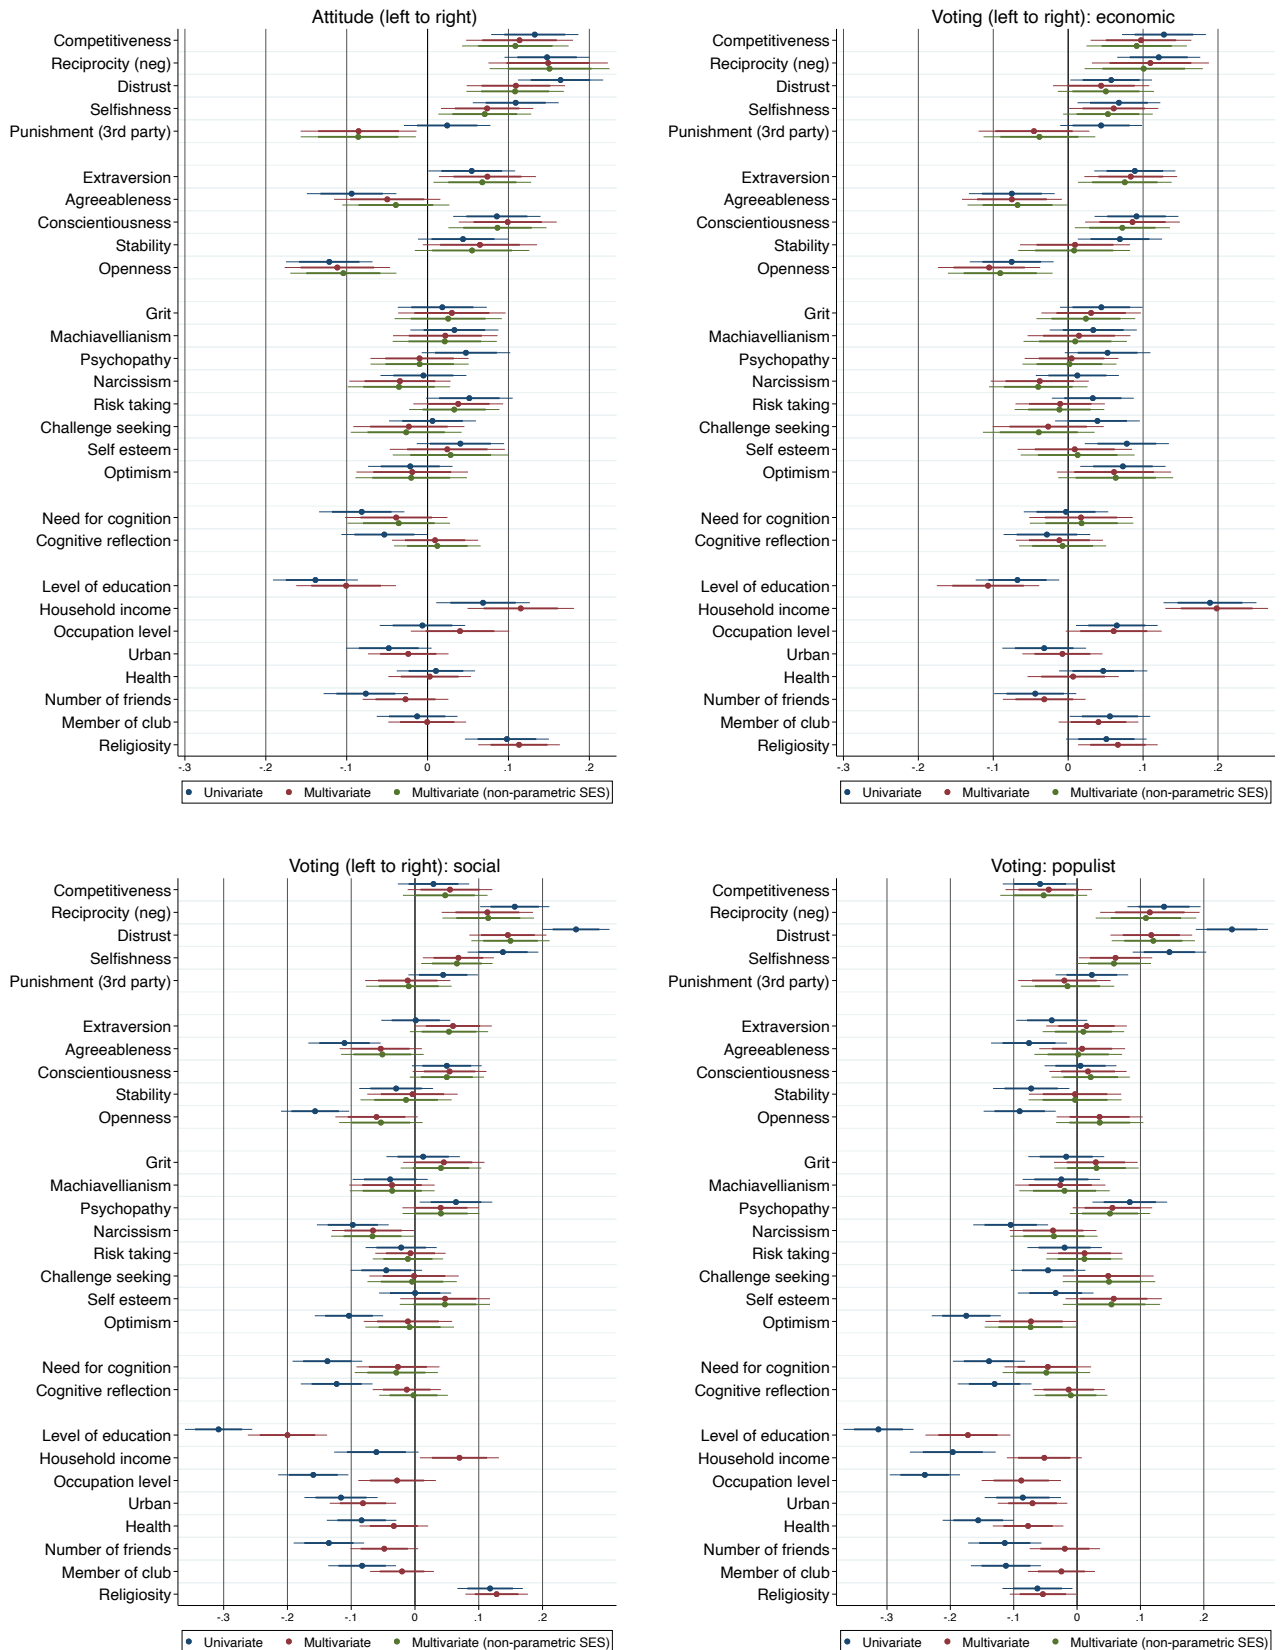 Attitude (left to right)
Competitiveness
Reciprocity (neg)
Distrust
Selfishness
Punishment (3rd party)
Extraversion
Agreeableness
Conscientiousness
Stability
Openness
Grit
Machiavellianism
Psychopathy
Narcissism
Risk taking
Challenge seeking
Self esteem
Optimism
Need for cognition
Cognitive reflection
Level of education
Household income
Occupation level
Urban
Health
Number of friends
Member of club
Religiosity
-.3 -.2 -.1 0 .1 .2
Univariate Multivariate Multivariate (non-parametric SES)
Voting (left to right): economic
Competitiveness
Reciprocity (neg)
Distrust
Selfishness
Punishment (3rd party)
Extraversion
Agreeableness
Conscientiousness
Stability
Openness
Grit
Machiavellianism
Psychopathy
Narcissism
Risk taking
Challenge seeking
Self esteem
Optimism
Need for cognition
Cognitive reflection
Level of education
Household income
Occupation level
Urban
Health
Number of friends
Member of club
Religiosity
-.3 -.2 -.1 0 .1 .2
Univariate Multivariate Multivariate (non-parametric SES)
Voting (left to right): social
Competitiveness
Reciprocity (neg)
Distrust
Selfishness
Punishment (3rd party)
Extraversion
Agreeableness
Conscientiousness
Stability
Openness
Grit
Machiavellianism
Psychopathy
Narcissism
Risk taking
Challenge seeking
Self esteem
Optimism
Need for cognition
Cognitive reflection
Level of education
Household income
Occupation level
Urban
Health
Number of friends
Member of club
Religiosity
-.3 -.2 -.1 0 .1 .2
Univariate Multivariate Multivariate (non-parametric SES)
Voting: populist
Competitiveness
Reciprocity (neg)
Distrust
Selfishness
Punishment (3rd party)
Extraversion
Agreeableness
Conscientiousness
Stability
Openness
Grit
Machiavellianism
Psychopathy
Narcissism
Risk taking
Challenge seeking
Self esteem
Optimism
Need for cognition
Cognitive reflection
Level of education
Household income
Occupation level
Urban
Health
Number of friends
Member of club
Religiosity
-.3 -.2 -.1 0 .1 .2
Univariate Multivariate Multivariate (non-parametric SES)